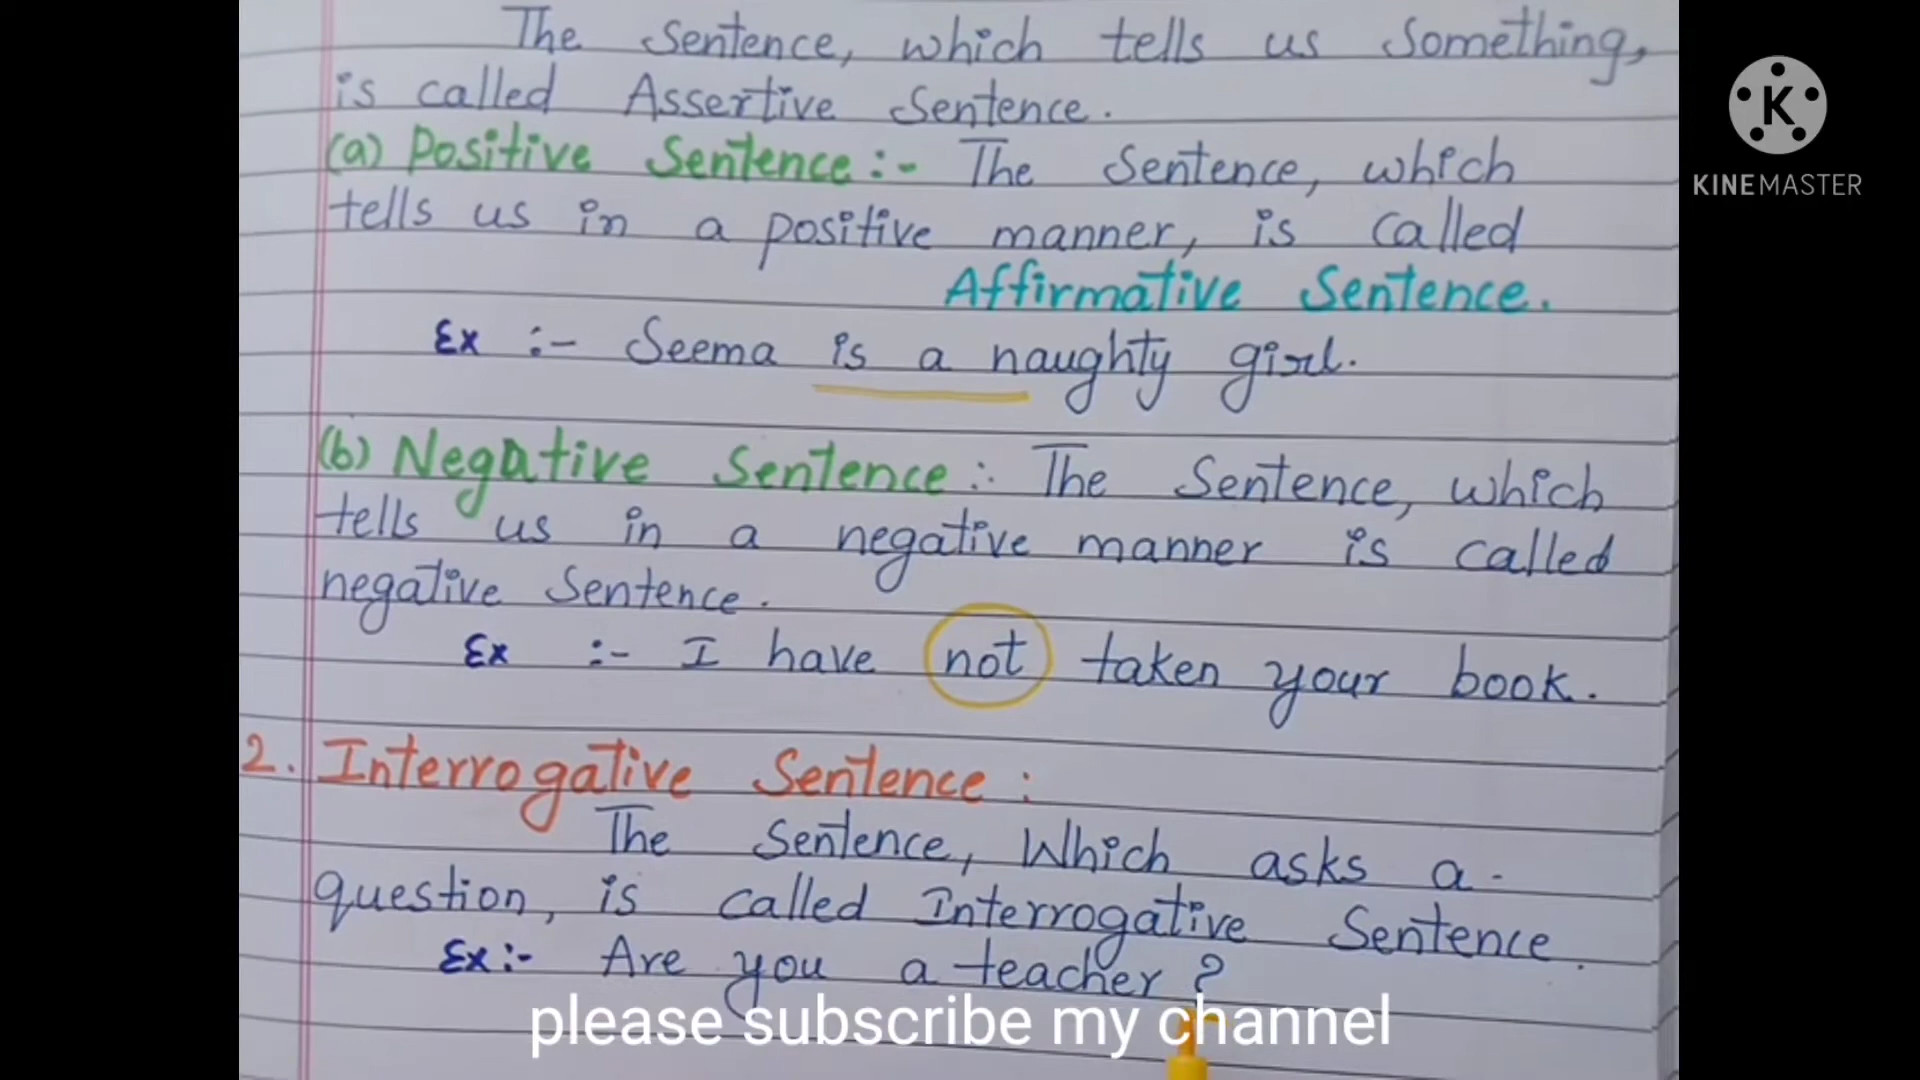 The Sentence, which tells us something,
is called Assertive Sentence.
(a) Positive Sentence:- The Sentence, which
tells us in a positive manner, is called
Affirmative Sentence.
Ex :- Seema is a naughty girl.
(b) Negative Sentence:- The Sentence, which
tells us in a negative manner is called
negative Sentence.
Ex :- I have not taken your book.
2. Interrogative Sentence:
The Sentence, Which asks a
question, is called Interrogative Sentence.
Ex:- Are you a teacher?
please subscribe my channel
K
KINEMASTER